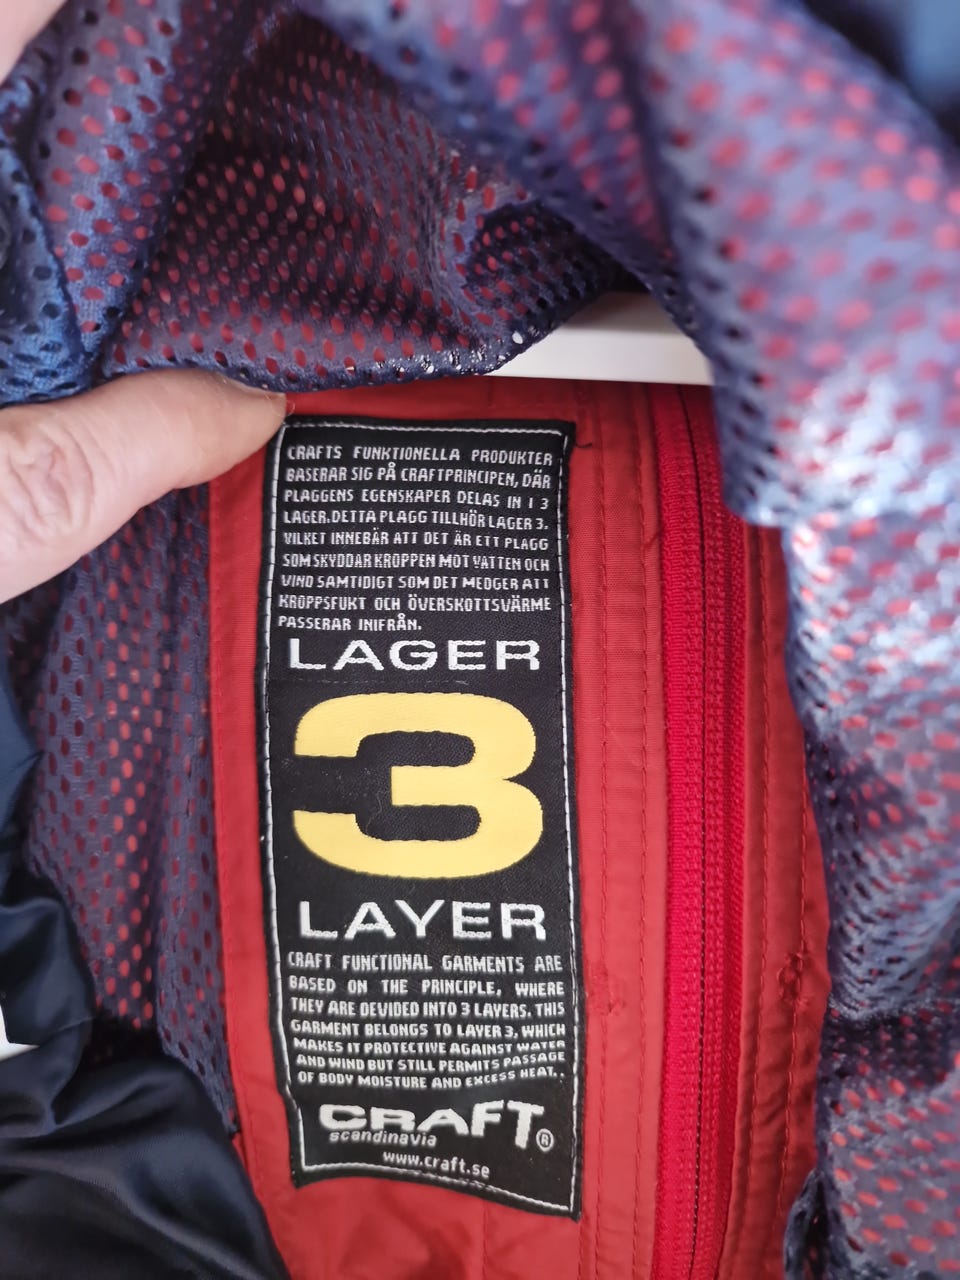 CRAFTS FUNKTIONELLA PRODUKTER
BASERAR SIG PÅ CRAFTPRINCIPEN, DÄR
PLAGGENS EGENSKAPER DELAS IN I 3
LAGER. DETTA PLAGG TILLHÖR LAGER 3.
VILKET INNEBÄR ATT DET ÄR ETT PLAGG
SOM SKYDDAR KROPPEN MOT VATTEN OCH
VIND SAMTIDIGT SOM DET MEDGER ATT
KROPPSFUKT OCH ÖVERSKOTTSVÄRME
PASSERAR INIFRÅN.
LAGER
3
LAYER
CRAFT FUNCTIONAL GARMENTS ARE
BASED ON THE PRINCIPLE, WHERE
THEY ARE DEVIDED INTO 3 LAYERS. THIS
GARMENT BELONGS TO LAYER 3, WHICH
MAKES IT PROTECTIVE AGAINST WATER
AND WIND BUT STILL PERMITS PASSAGE
OF BODY MOISTURE AND EXCESS HEAT..
CRAFT®
scandinavia
www.craft.se